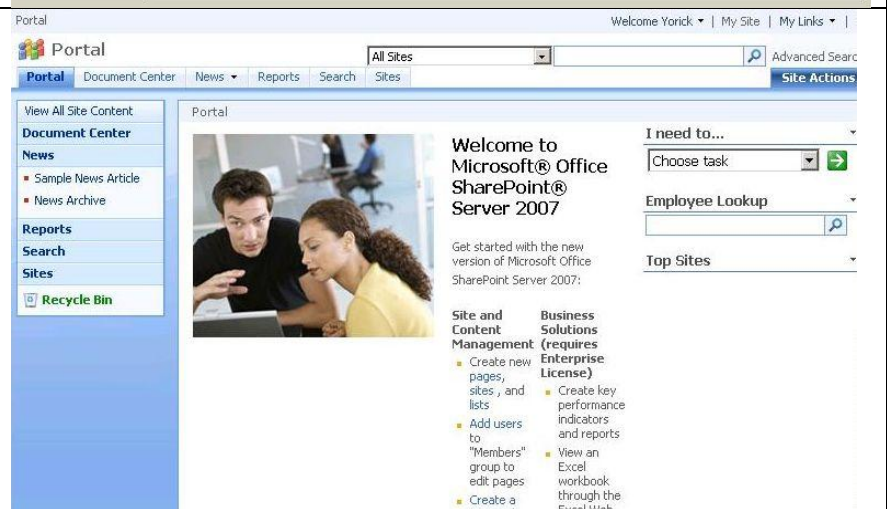 Portal
Welcome Yorick | My Site | My Links |
Portal
All Sites
Advanced Searc
Portal Document Center News Reports Search Sites
Site Actions
View All Site Content
Document Center
News
Sample News Article
News Archive
Reports
Search
Sites
Recycle Bin
Portal
Welcome to
Microsoft® Office
SharePoint®
Server 2007
Get started with the new
version of Microsoft Office
SharePoint Server 2007:
Site and
Content
Management
Create new
pages,
sites , and
lists
Add users
to
"Members"
group to
edit pages
Create a
Business
Solutions
(requires
Enterprise
License)
Create key
performance
indicators
and reports
View an
Excel
workbook
through the
Excel Web
I need to...
Choose task
Employee Lookup
Top Sites